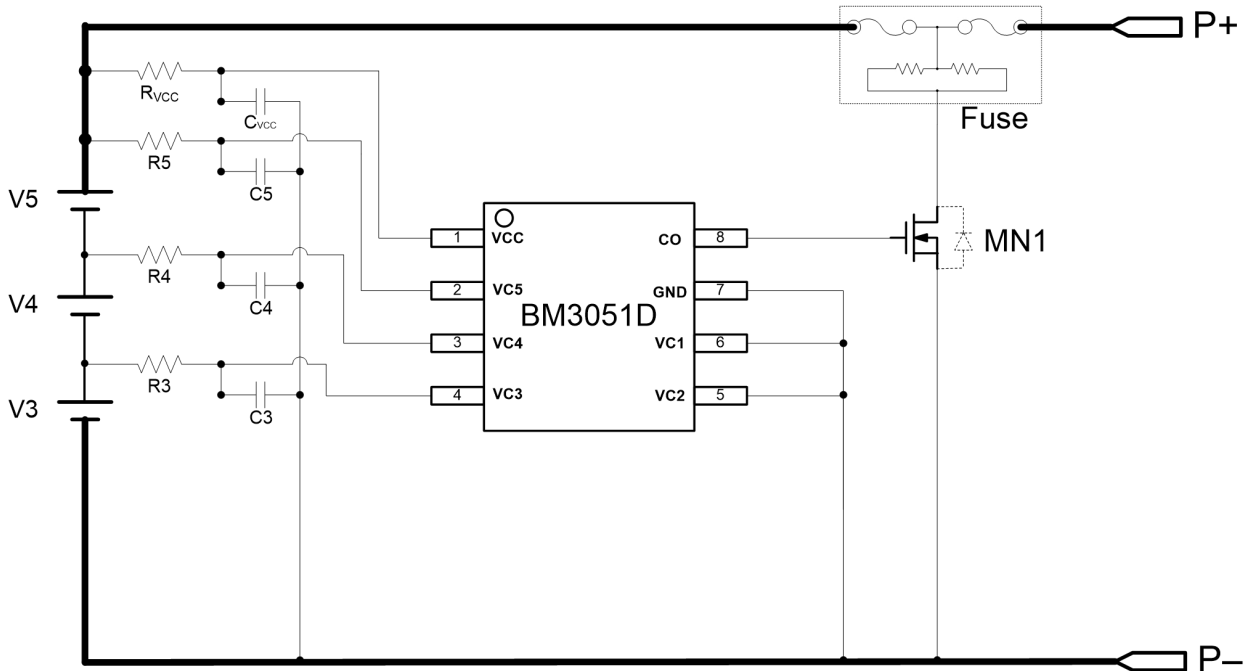 P+
RVCC
CVCC
Fuse
R5
C5
V5
1 VCC
CO 8
MN1
R4
C4
2 VC5
GND 7
V4
BM3051D
3 VC4
VC1 6
R3
C3
4 VC3
VC2 5
V3
P–